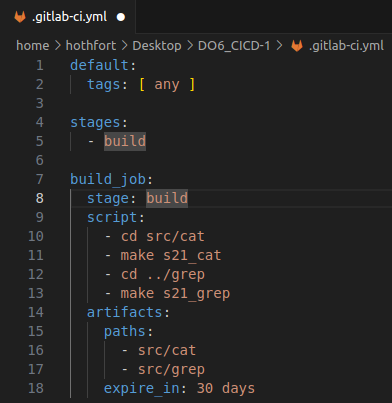 .gitlab-ci.yml
home > hothfort > Desktop > DO6_CICD-1 > .gitlab-ci.yml
1 default:
2   tags: [ any ]
3
4 stages:
5   - build
6
7 build_job:
8   stage: build
9   script:
10     - cd src/cat
11     - make s21_cat
12     - cd ../grep
13     - make s21_grep
14   artifacts:
15     paths:
16       - src/cat
17       - src/grep
18     expire_in: 30 days